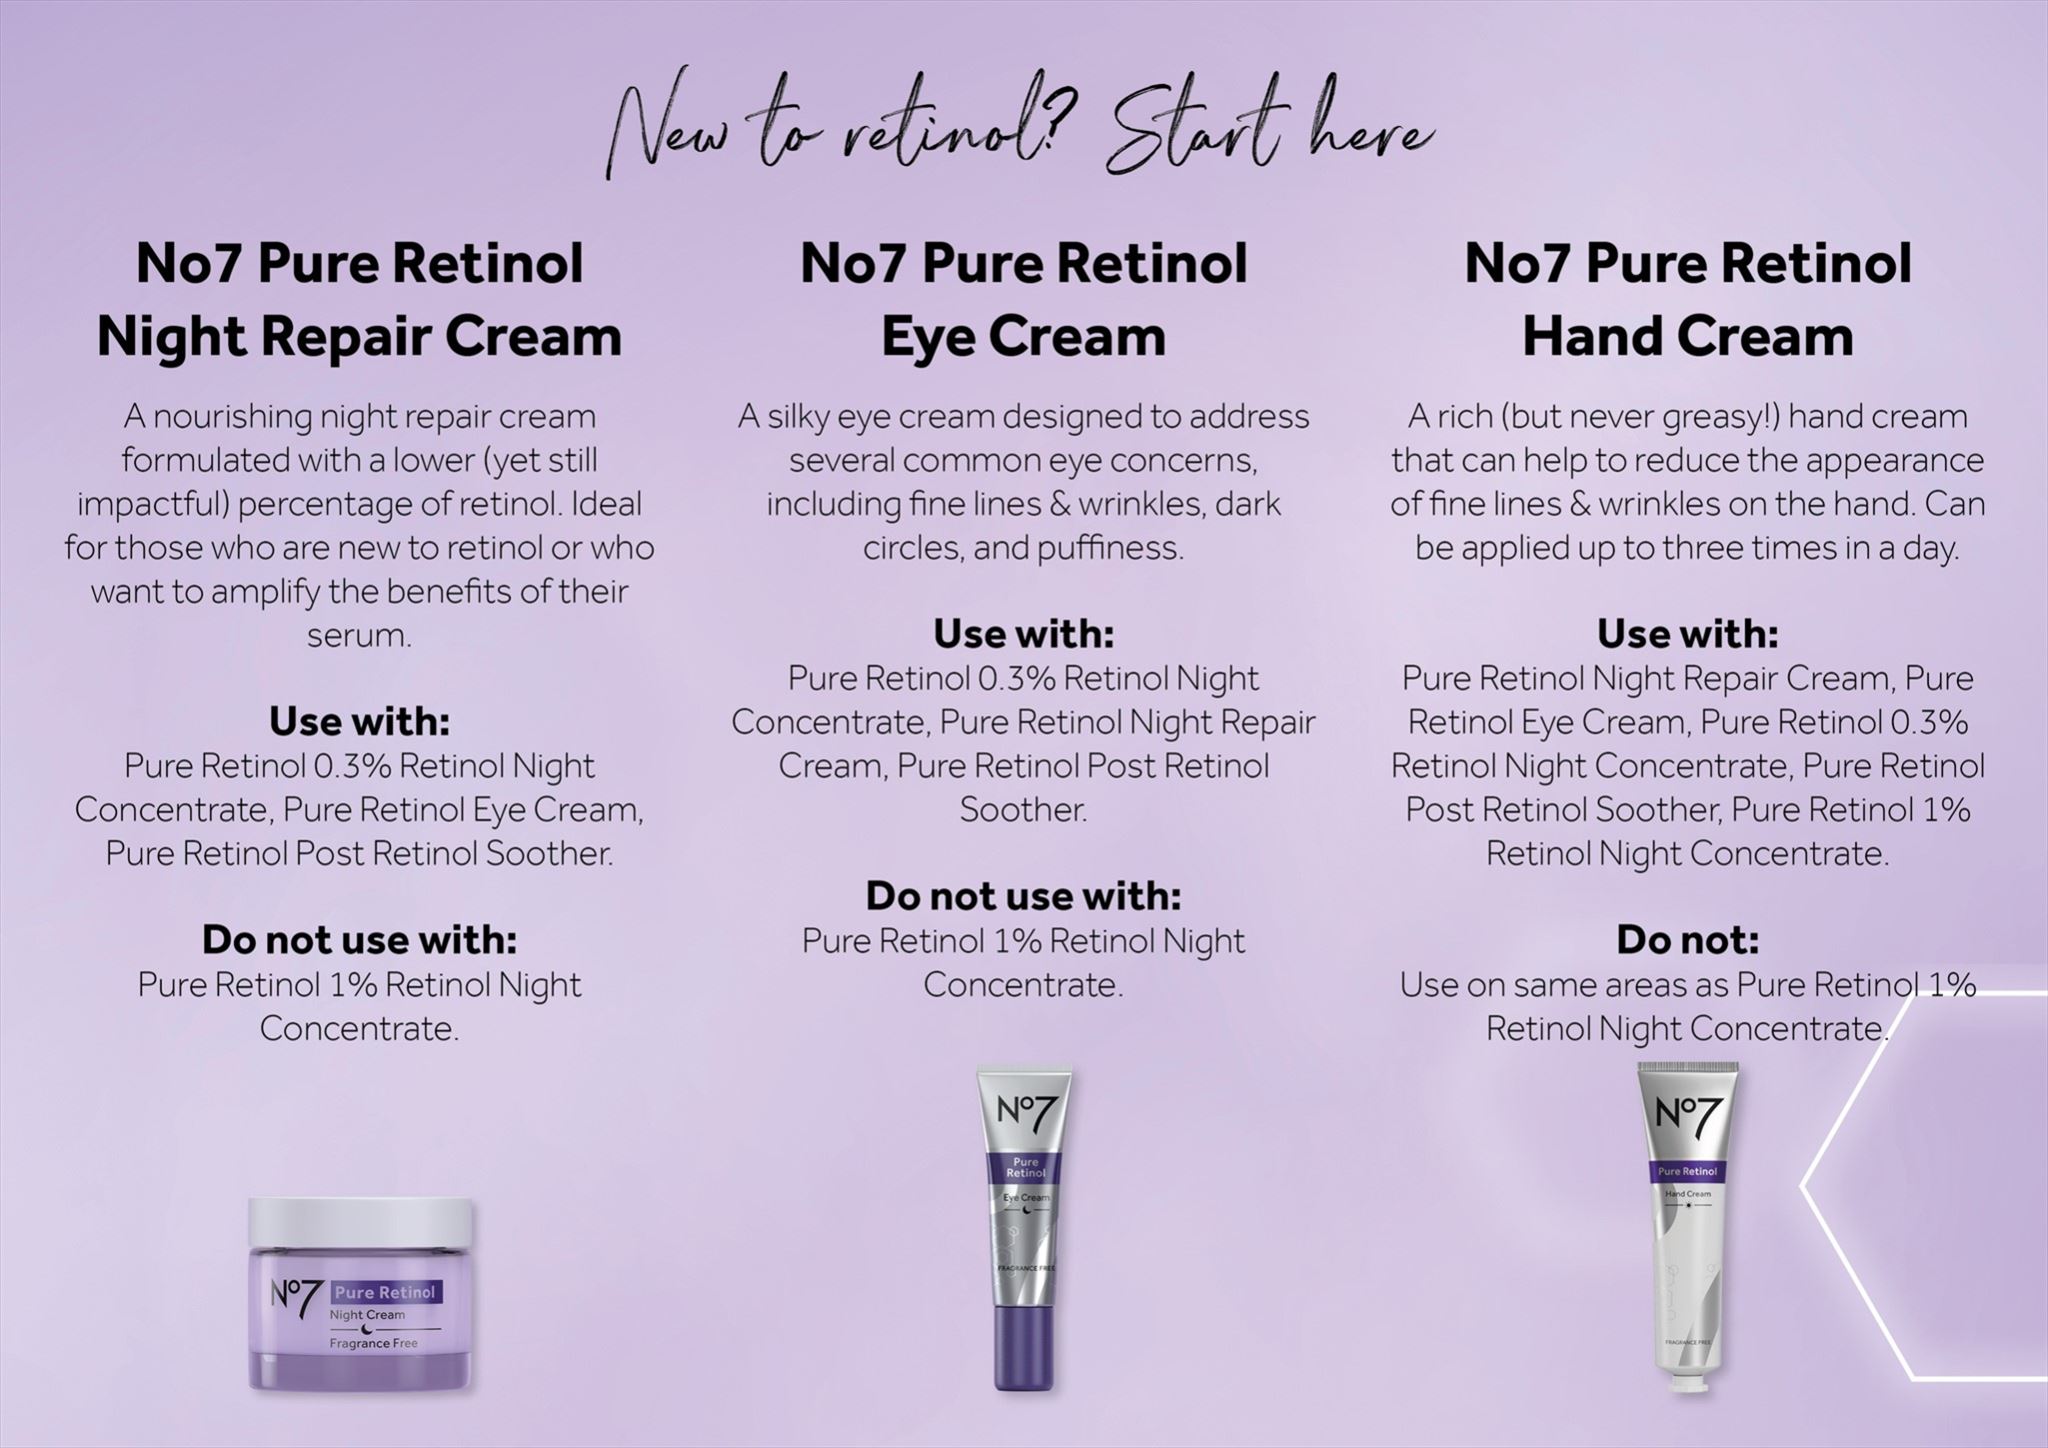 New to retinol? Start here
No7 Pure Retinol
Night Repair Cream
A nourishing night repair cream
formulated with a lower (yet still
impactful) percentage of retinol. Ideal
for those who are new to retinol or who
want to amplify the benefits of their
serum.
Use with:
Pure Retinol 0.3% Retinol Night
Concentrate, Pure Retinol Eye Cream,
Pure Retinol Post Retinol Soother.
Do not use with:
Pure Retinol 1% Retinol Night
Concentrate.
No7
Pure Retinol
Night Cream
Fragrance Free
No7 Pure Retinol
Eye Cream
A silky eye cream designed to address
several common eye concerns,
including fine lines & wrinkles, dark
circles, and puffiness.
Use with:
Pure Retinol 0.3% Retinol Night
Concentrate, Pure Retinol Night Repair
Cream, Pure Retinol Post Retinol
Soother.
Do not use with:
Pure Retinol 1% Retinol Night
Concentrate.
No7
Pure
Retinol
Eye Cream
FRAGRANCE FREE
No7 Pure Retinol
Hand Cream
A rich (but never greasy!) hand cream
that can help to reduce the appearance
of fine lines & wrinkles on the hand. Can
be applied up to three times in a day.
Use with:
Pure Retinol Night Repair Cream, Pure
Retinol Eye Cream, Pure Retinol 0.3%
Retinol Night Concentrate, Pure Retinol
Post Retinol Soother, Pure Retinol 1%
Retinol Night Concentrate.
Do not:
Use on same areas as Pure Retinol 1%
Retinol Night Concentrate.
No7
Pure Retinol
Hand Cream
FRAGRANCE FREE